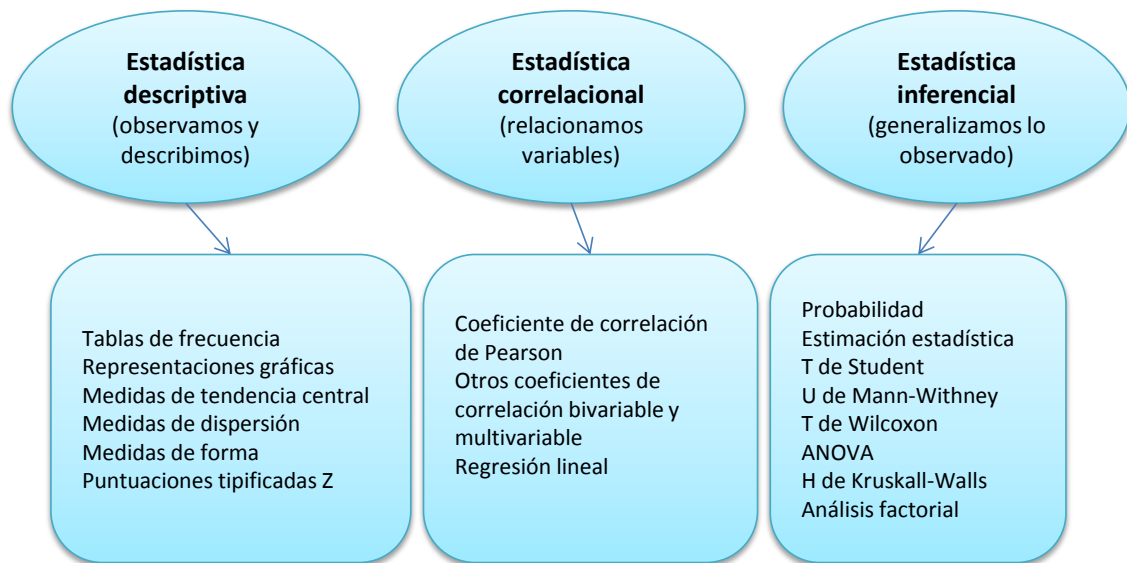 Estadística
descriptiva
(observamos y
describimos)
Estadística
correlacional
(relacionamos
variables)
Estadística
inferencial
(generalizamos lo
observado)
Tablas de frecuencia
Representaciones gráficas
Medidas de tendencia central
Medidas de dispersión
Medidas de forma
Puntuaciones tipificadas Z
Coeficiente de correlación
de Pearson
Otros coeficientes de
correlación bivariable y
multivariable
Regresión lineal
Probabilidad
Estimación estadística
T de Student
U de Mann-Withney
T de Wilcoxon
ANOVA
H de Kruskall-Walls
Análisis factorial